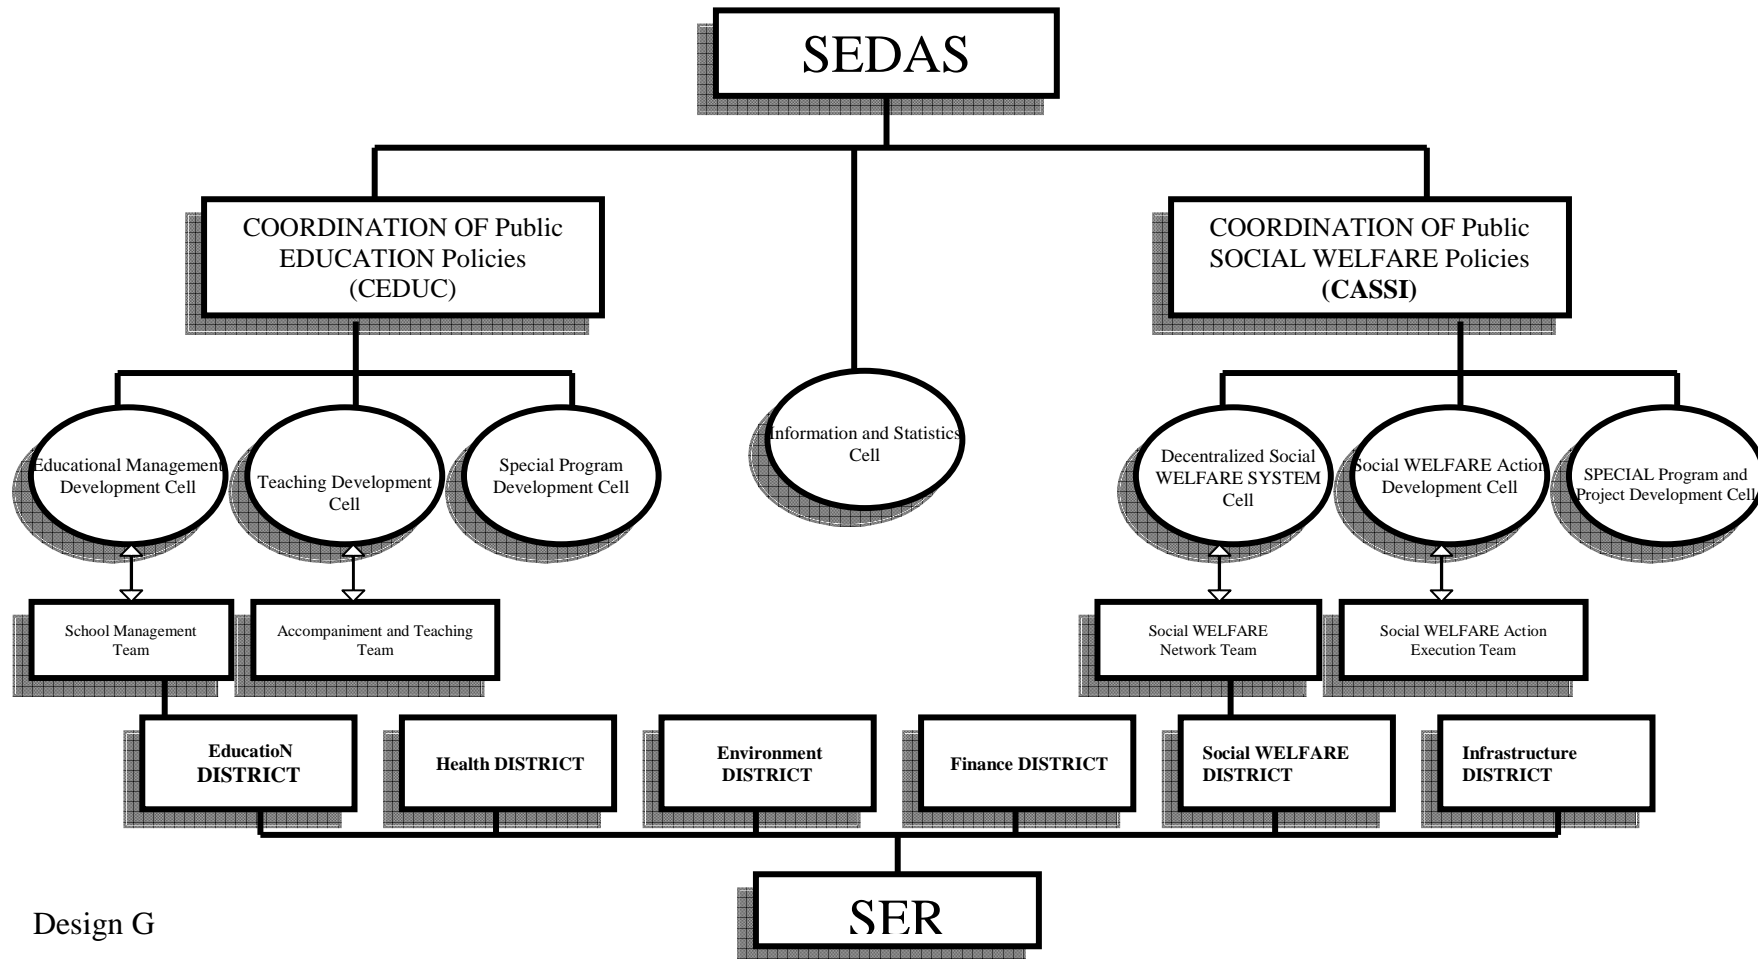 SEDAS
COORDINATION OF Public
EDUCATION Policies
(CEDUC)
COORDINATION OF Public
SOCIAL WELFARE Policies
(CASSI)
Information and Statistics
Cell
Educational Management
Development Cell
Teaching Development
Cell
Special Program
Development Cell
Decentralized Social
WELFARE SYSTEM
Cell
Social WELFARE Action
Development Cell
SPECIAL Program and
Project Development Cell
School Management
Team
Accompaniment and Teaching
Team
Social WELFARE
Network Team
Social WELFARE Action
Execution Team
EducatioN
DISTRICT
Health DISTRICT
Environment
DISTRICT
Finance DISTRICT
Social WELFARE
DISTRICT
Infrastructure
DISTRICT
SER
Design G